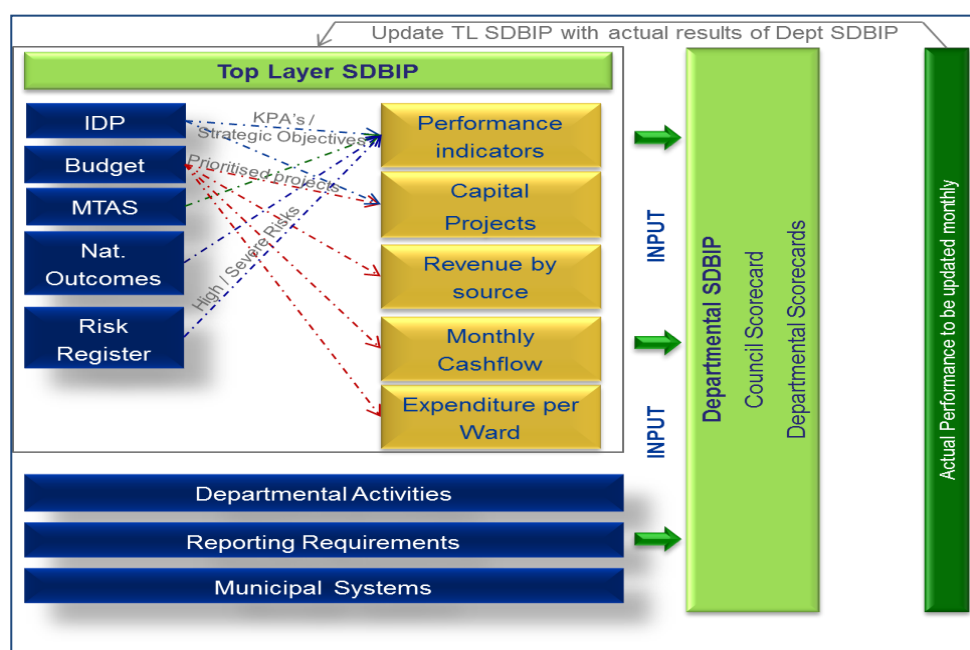 Update TL SDBIP with actual results of Dept SDBIP
Top Layer SDBIP
IDP
Budget
MTAS
Nat.
Outcomes
Risk
Register
KPA's /
Strategic Objectives
Prioritised projects
High / Severe Risks
Performance
indicators
Capital
Projects
Revenue by
source
Monthly
Cashflow
Expenditure per
Ward
INPUT
INPUT
Departmental SDBIP
Council Scorecard
Departmental Scorecards
Actual Performance to be updated monthly
Departmental Activities
Reporting Requirements
Municipal Systems